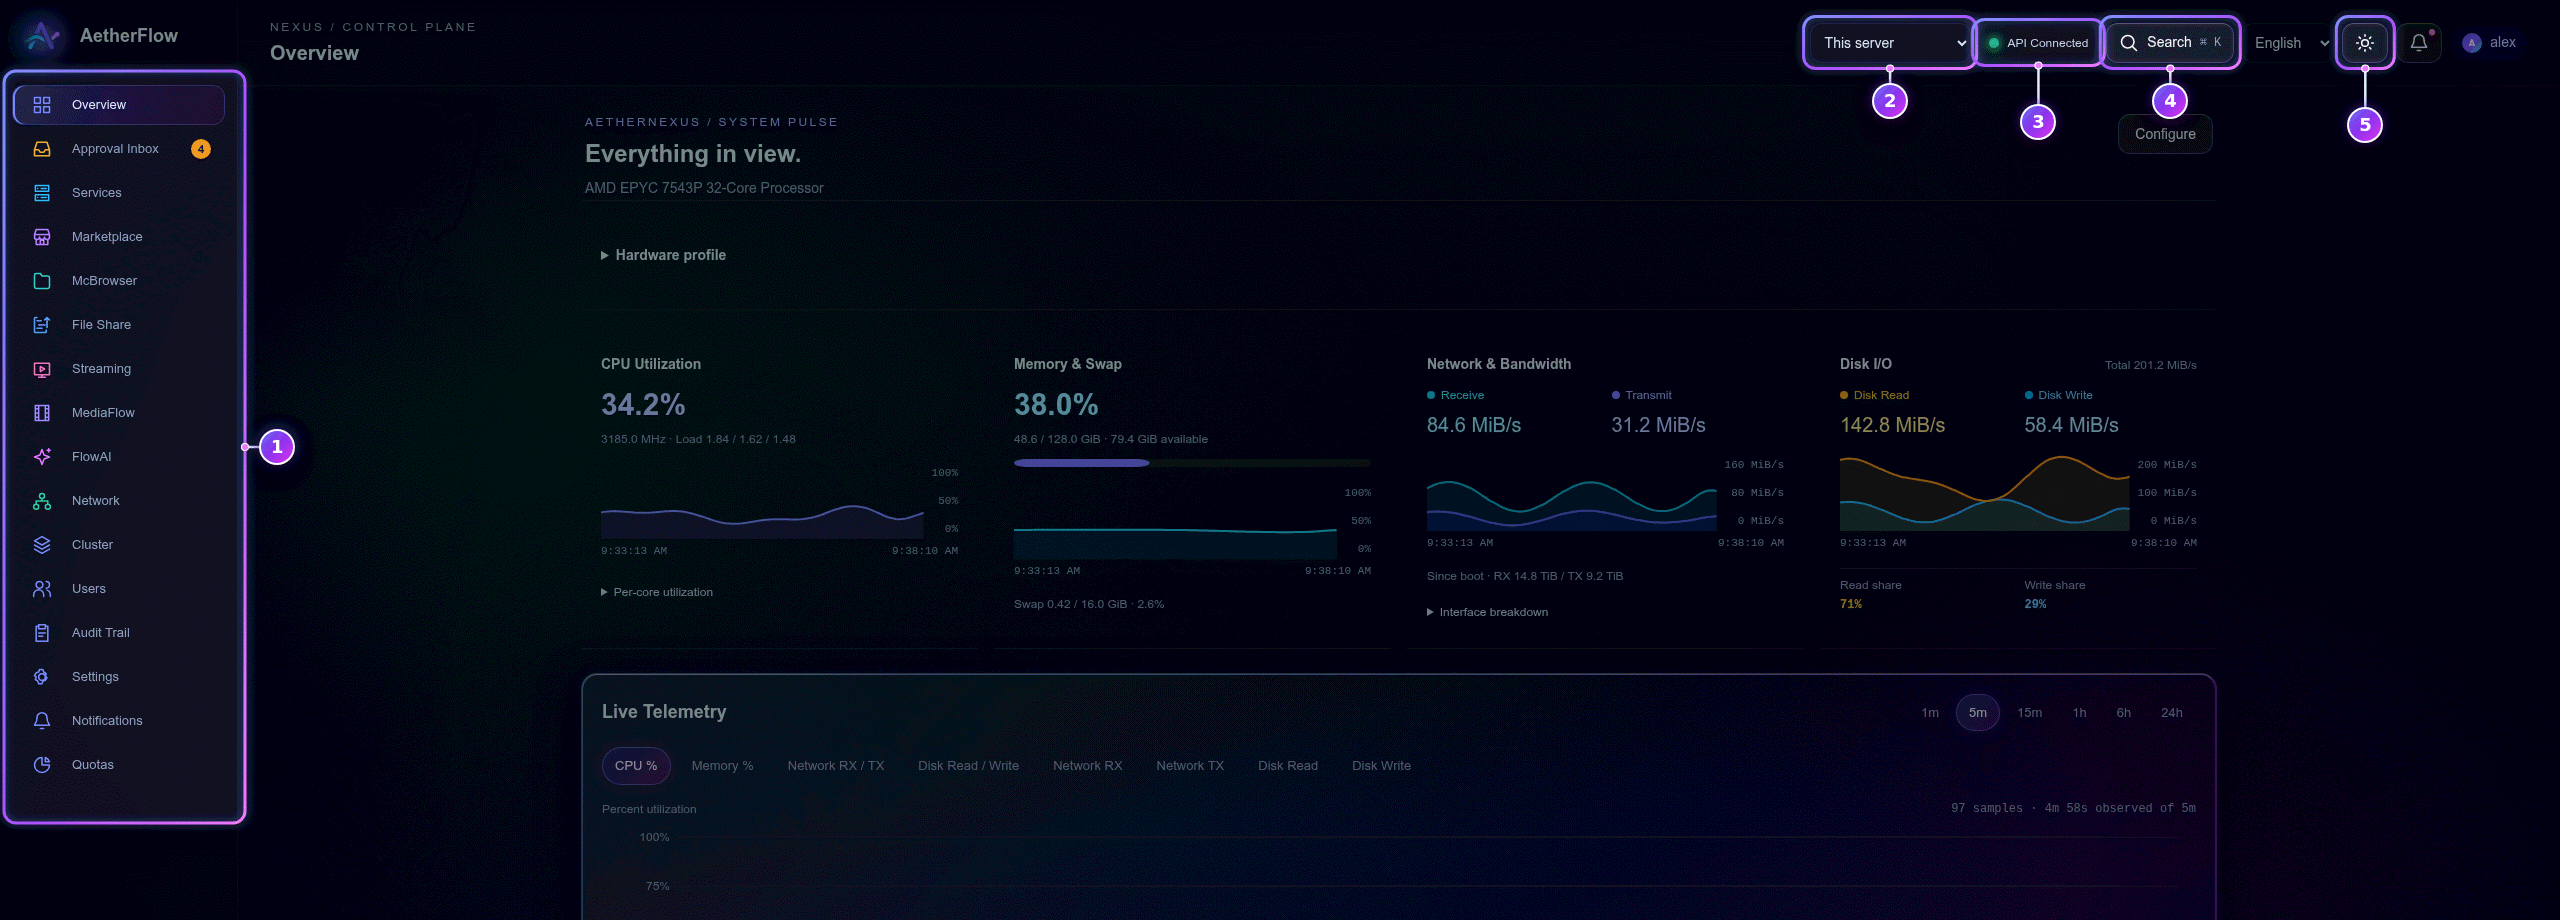 AetherFlow
NEXUS / CONTROL PLANE
Overview
This server
API Connected
Search ⌘ K
English
A alex
2
3
4
5
Overview
Approval Inbox 4
Services
Marketplace
McBrowser
File Share
Streaming
MediaFlow
FlowAI
Network
Cluster
Users
Audit Trail
Settings
Notifications
Quotas
1
AETHERNEXUS / SYSTEM PULSE
Everything in view.
AMD EPYC 7543P 32-Core Processor
Configure
Hardware profile
CPU Utilization
34.2%
3185.0 MHz · Load 1.84 / 1.62 / 1.48
100%
50%
0%
9:33:13 AM 9:38:10 AM
Per-core utilization
Memory & Swap
38.0%
48.6 / 128.0 GiB · 79.4 GiB available
100%
50%
0%
9:33:13 AM 9:38:10 AM
Swap 0.42 / 16.0 GiB · 2.6%
Network & Bandwidth
Receive Transmit
84.6 MiB/s 31.2 MiB/s
160 MiB/s
80 MiB/s
0 MiB/s
9:33:13 AM 9:38:10 AM
Since boot · RX 14.8 TiB / TX 9.2 TiB
Interface breakdown
Disk I/O Total 201.2 MiB/s
Disk Read Disk Write
142.8 MiB/s 58.4 MiB/s
200 MiB/s
100 MiB/s
0 MiB/s
9:33:13 AM 9:38:10 AM
Read share Write share
71% 29%
Live Telemetry
1m 5m 15m 1h 6h 24h
CPU % Memory % Network RX / TX Disk Read / Write Network RX Network TX Disk Read Disk Write
Percent utilization
97 samples · 4m 58s observed of 5m
100%
75%